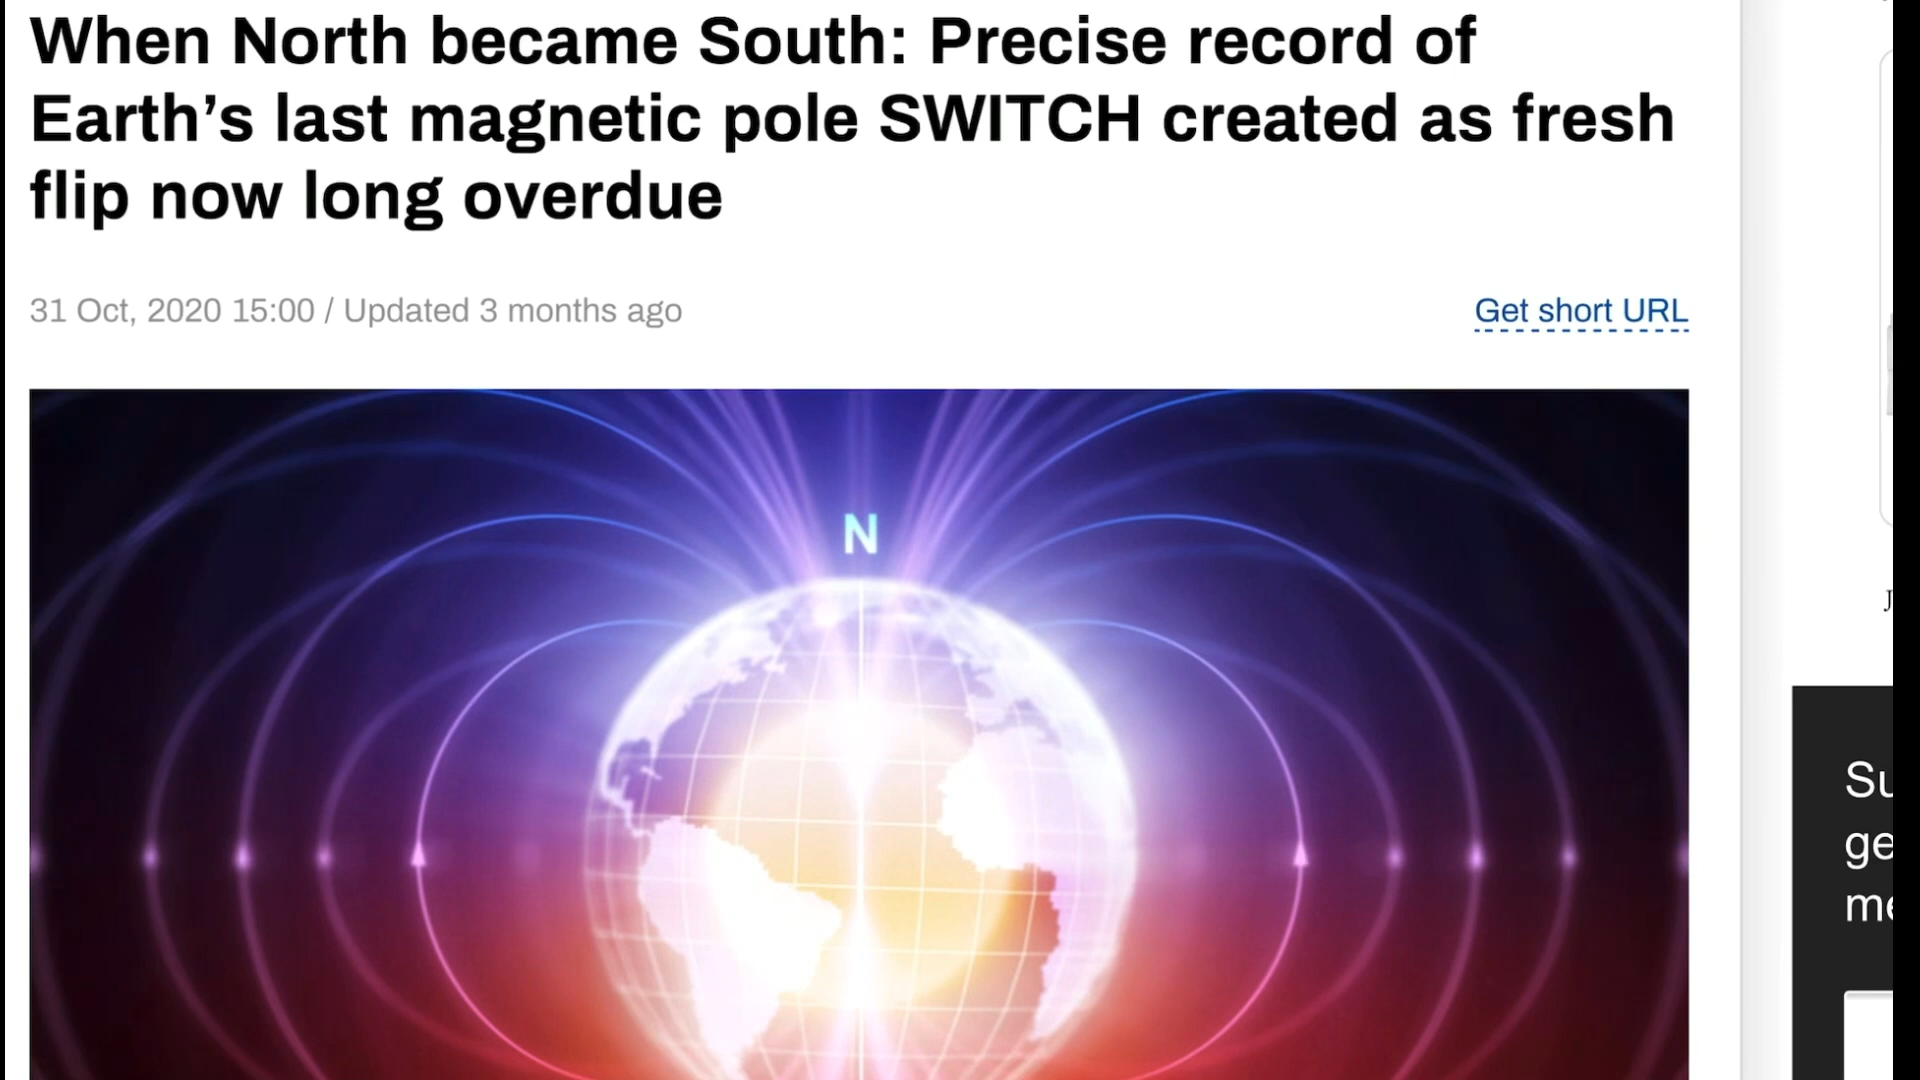 When North became South: Precise record of
Earth’s last magnetic pole SWITCH created as fresh
flip now long overdue
31 Oct, 2020 15:00 / Updated 3 months ago
Get short URL
N